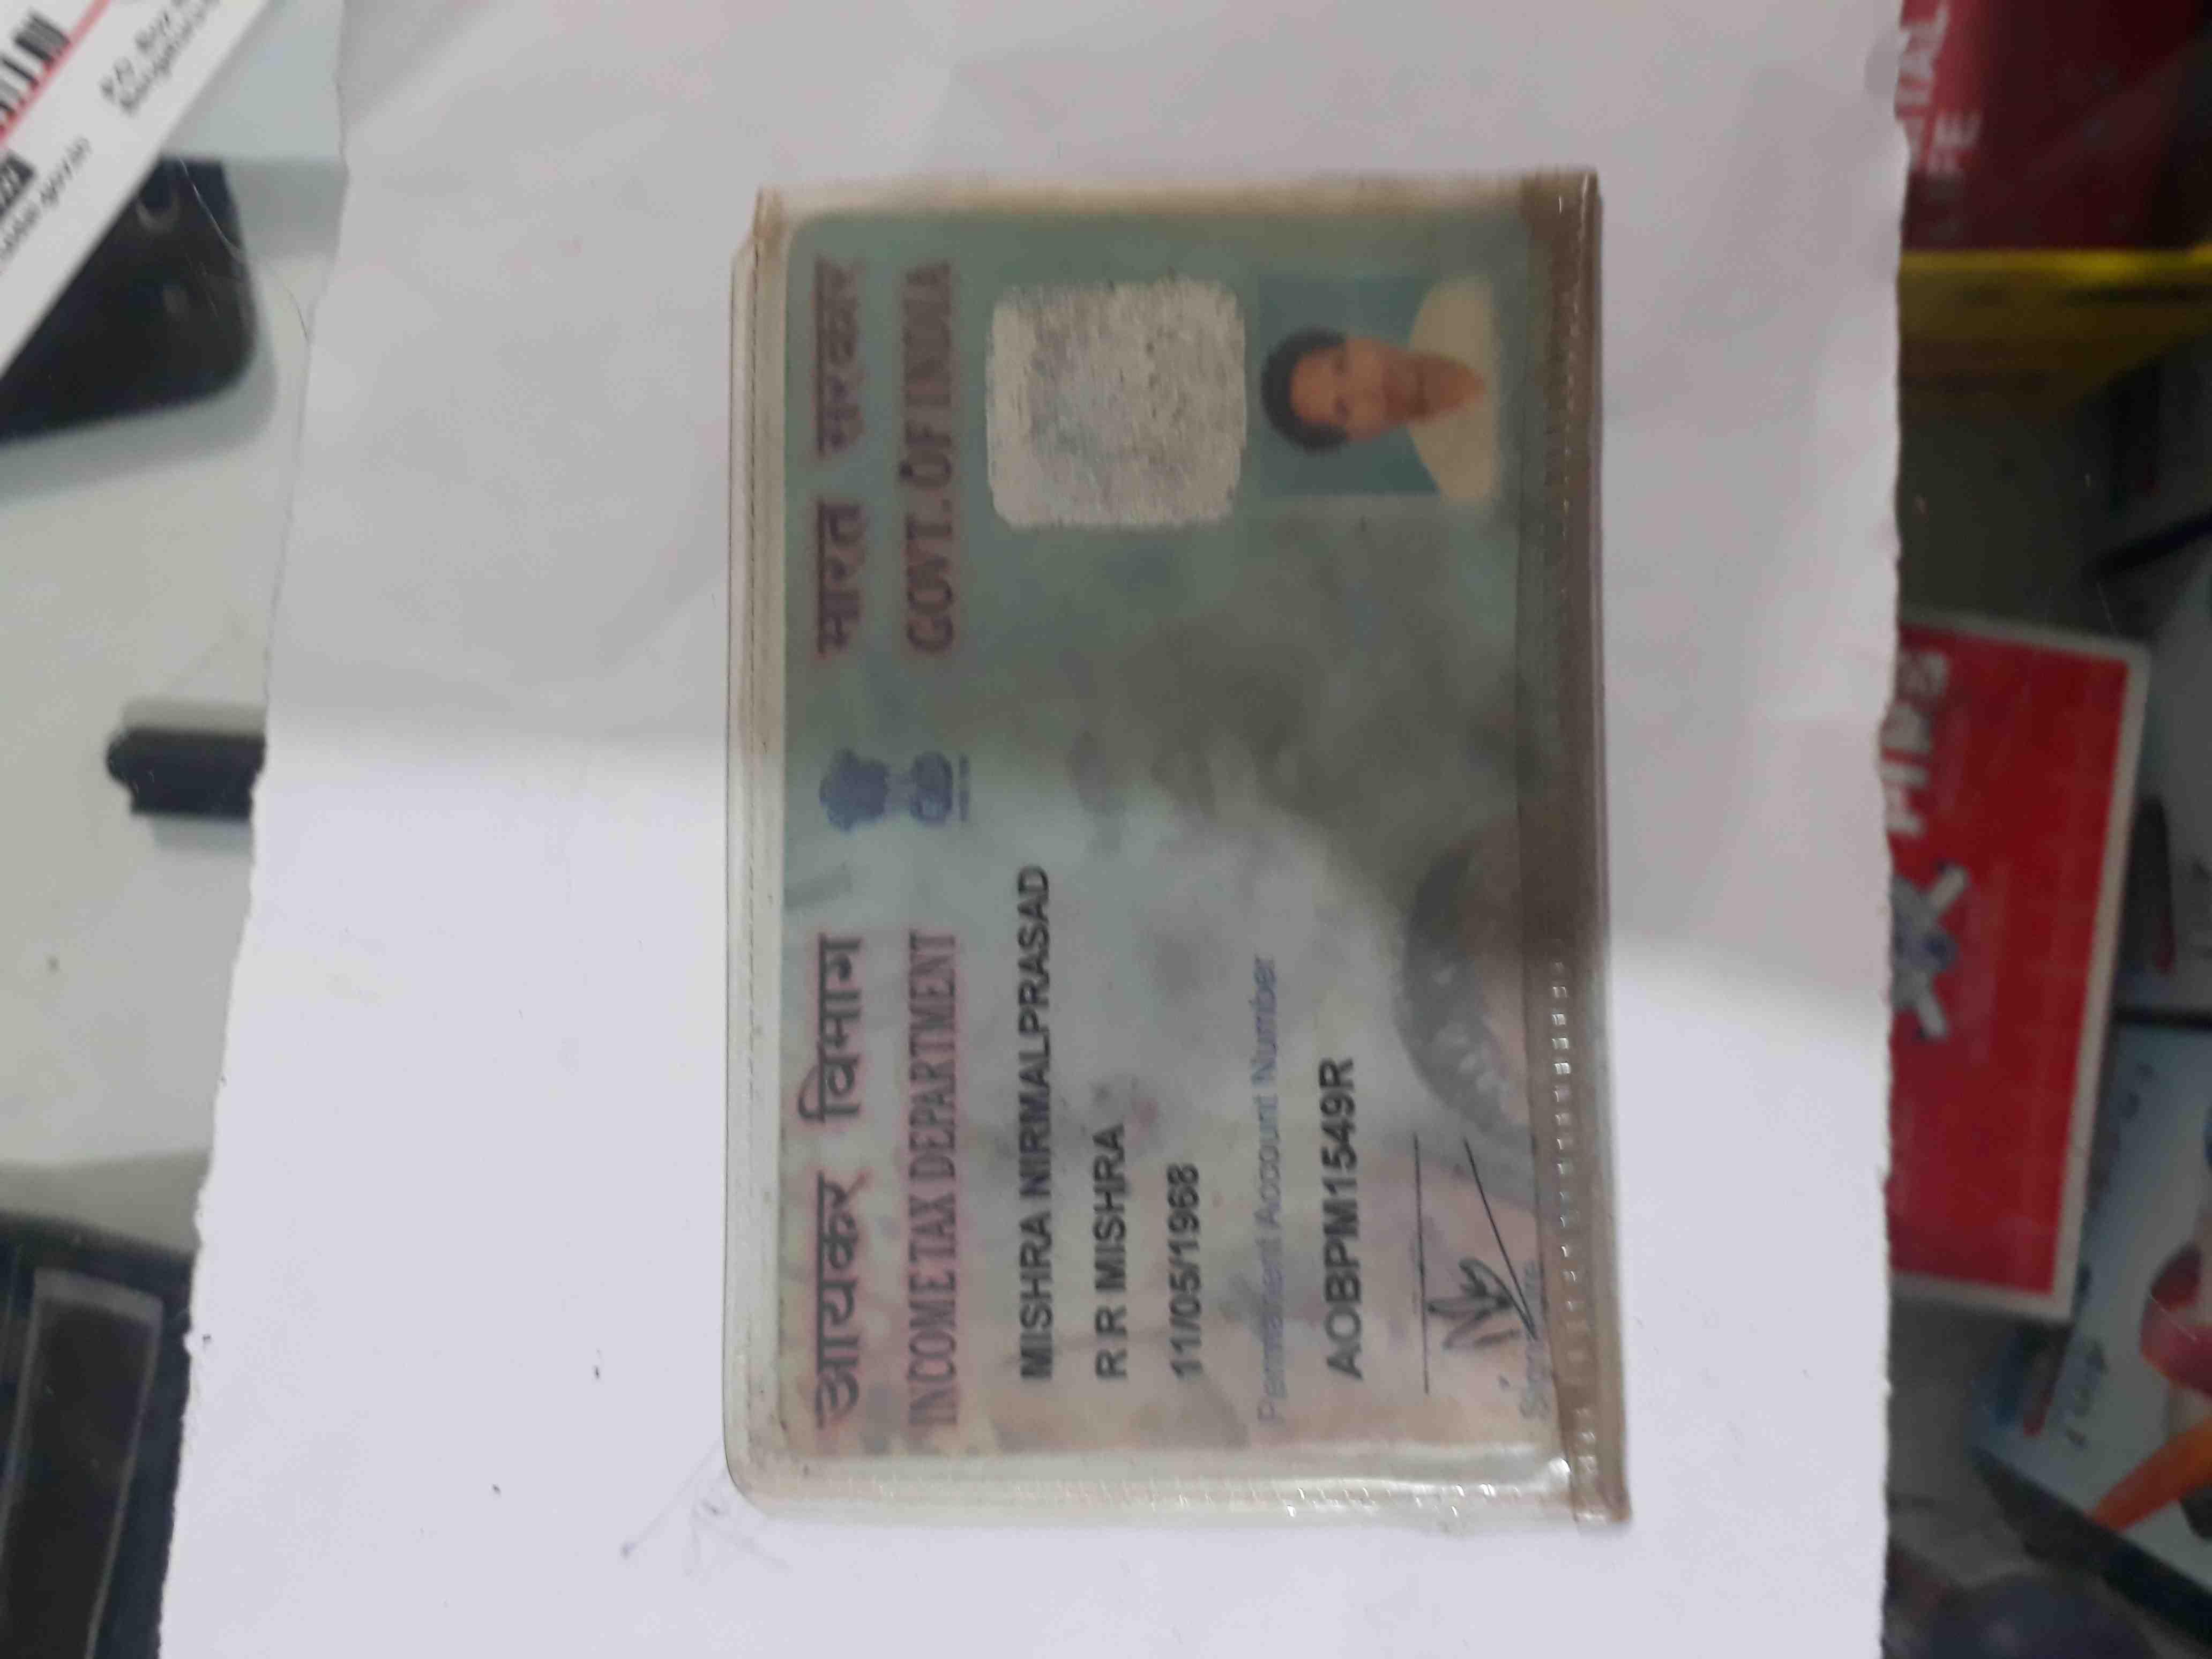 आयकर विभाग
INCOME TAX DEPARTMENT
भारत सरकार
GOVT. OF INDIA
MISHRA NIRMALPRASAD
R R MISHRA
11/05/1968
Permanent Account Number
AOBPM1549R
Signature